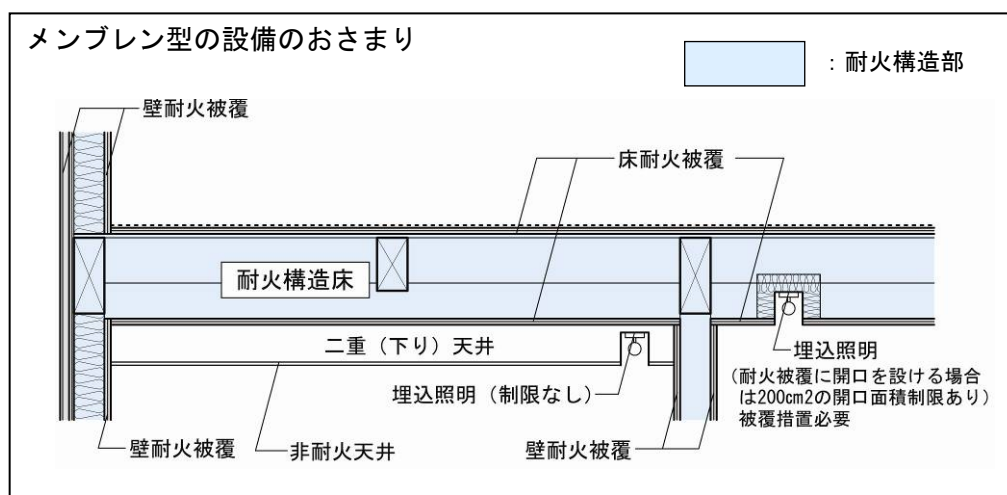 メンブレン型の設備のおさまり
：耐火構造部
壁耐火被覆
床耐火被覆
耐火構造床
二重（下り）天井
埋込照明
埋込照明（制限なし）
（耐火被覆に開口を設ける場合
は200cm2の開口面積制限あり）
被覆措置必要
壁耐火被覆
非耐火天井
壁耐火被覆